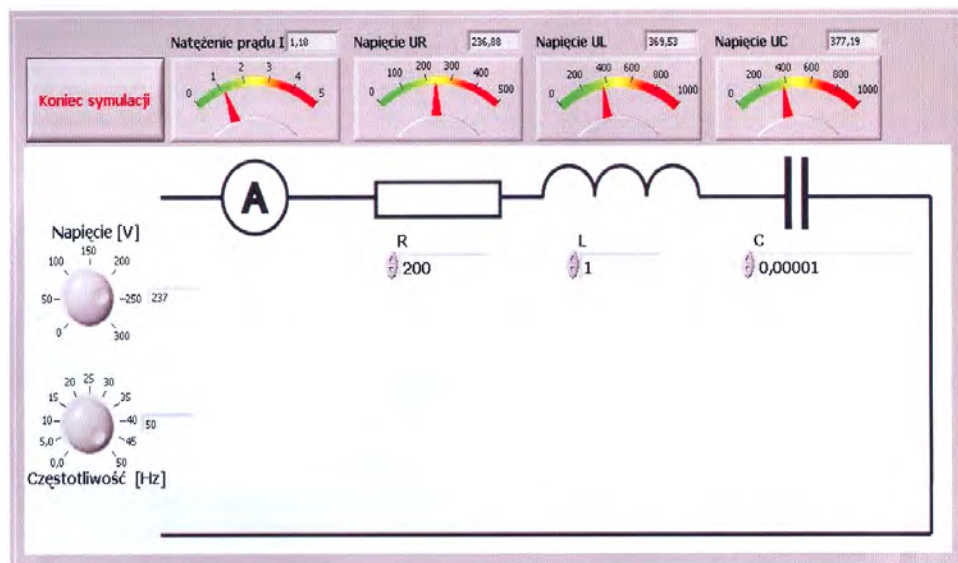 Natężenie prądu I 1,18
Napięcie UR 236,88
Napięcie UL 369,53
Napięcie UC 377,19
Koniec symulacji
0 1 2 3 4 5
0 100 200 300 400 500
0 200 400 600 800 1000
0 200 400 600 800 1000
A
R
200
L
1
C
0,00001
Napięcie [V]
0 50 100 150 200 250 300
237
0,0 5,0 10 15 20 25 30 35 40 45 50
50
Częstotliwość [Hz]